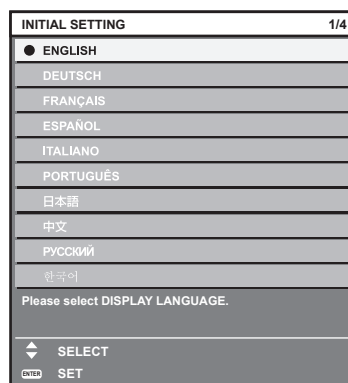 INITIAL SETTING 1/4
ENGLISH
DEUTSCH
FRANÇAIS
ESPAÑOL
ITALIANO
PORTUGUÊS
日本語
中文
РУССКИЙ
한국어
Please select DISPLAY LANGUAGE.
SELECT
ENTER SET